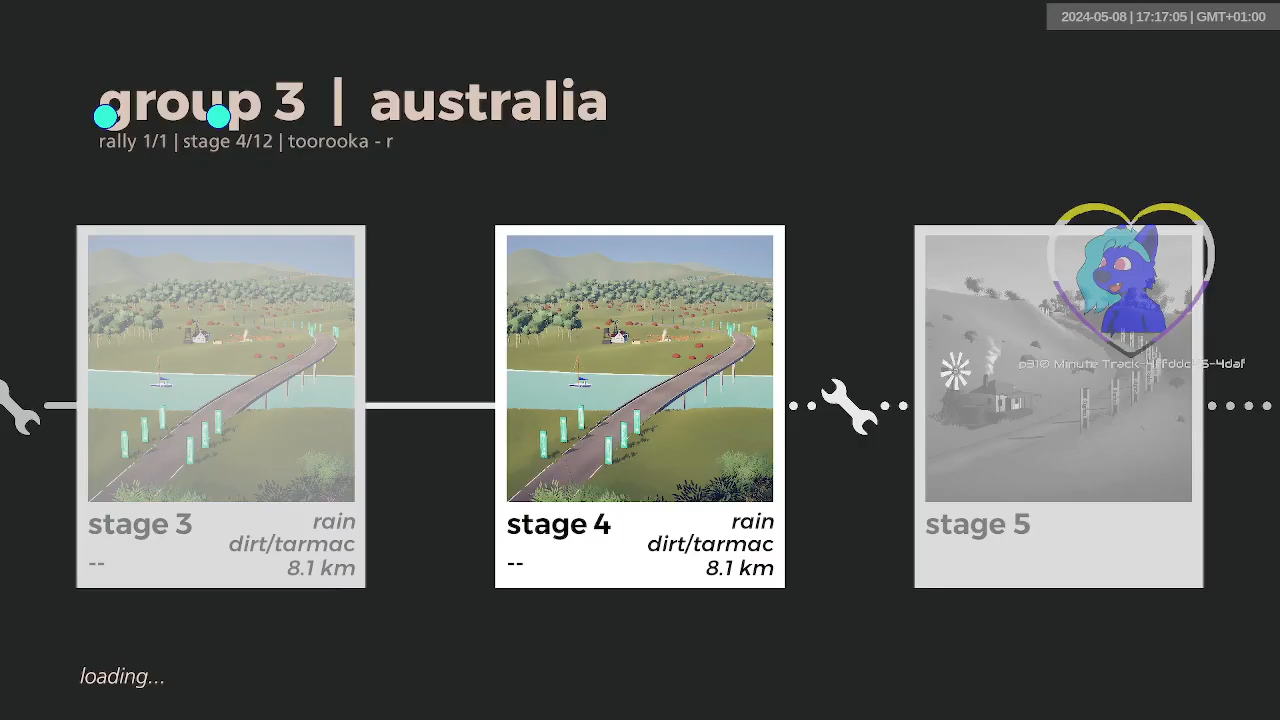 2024-05-08 | 17:17:05 | GMT+01:00
group 3 | australia
rally 1/1 | stage 4/12 | toorooka - r
stage 3
rain
dirt/tarmac
--
8.1 km
stage 4
rain
dirt/tarmac
--
8.1 km
stage 5
Minute Track
loading...